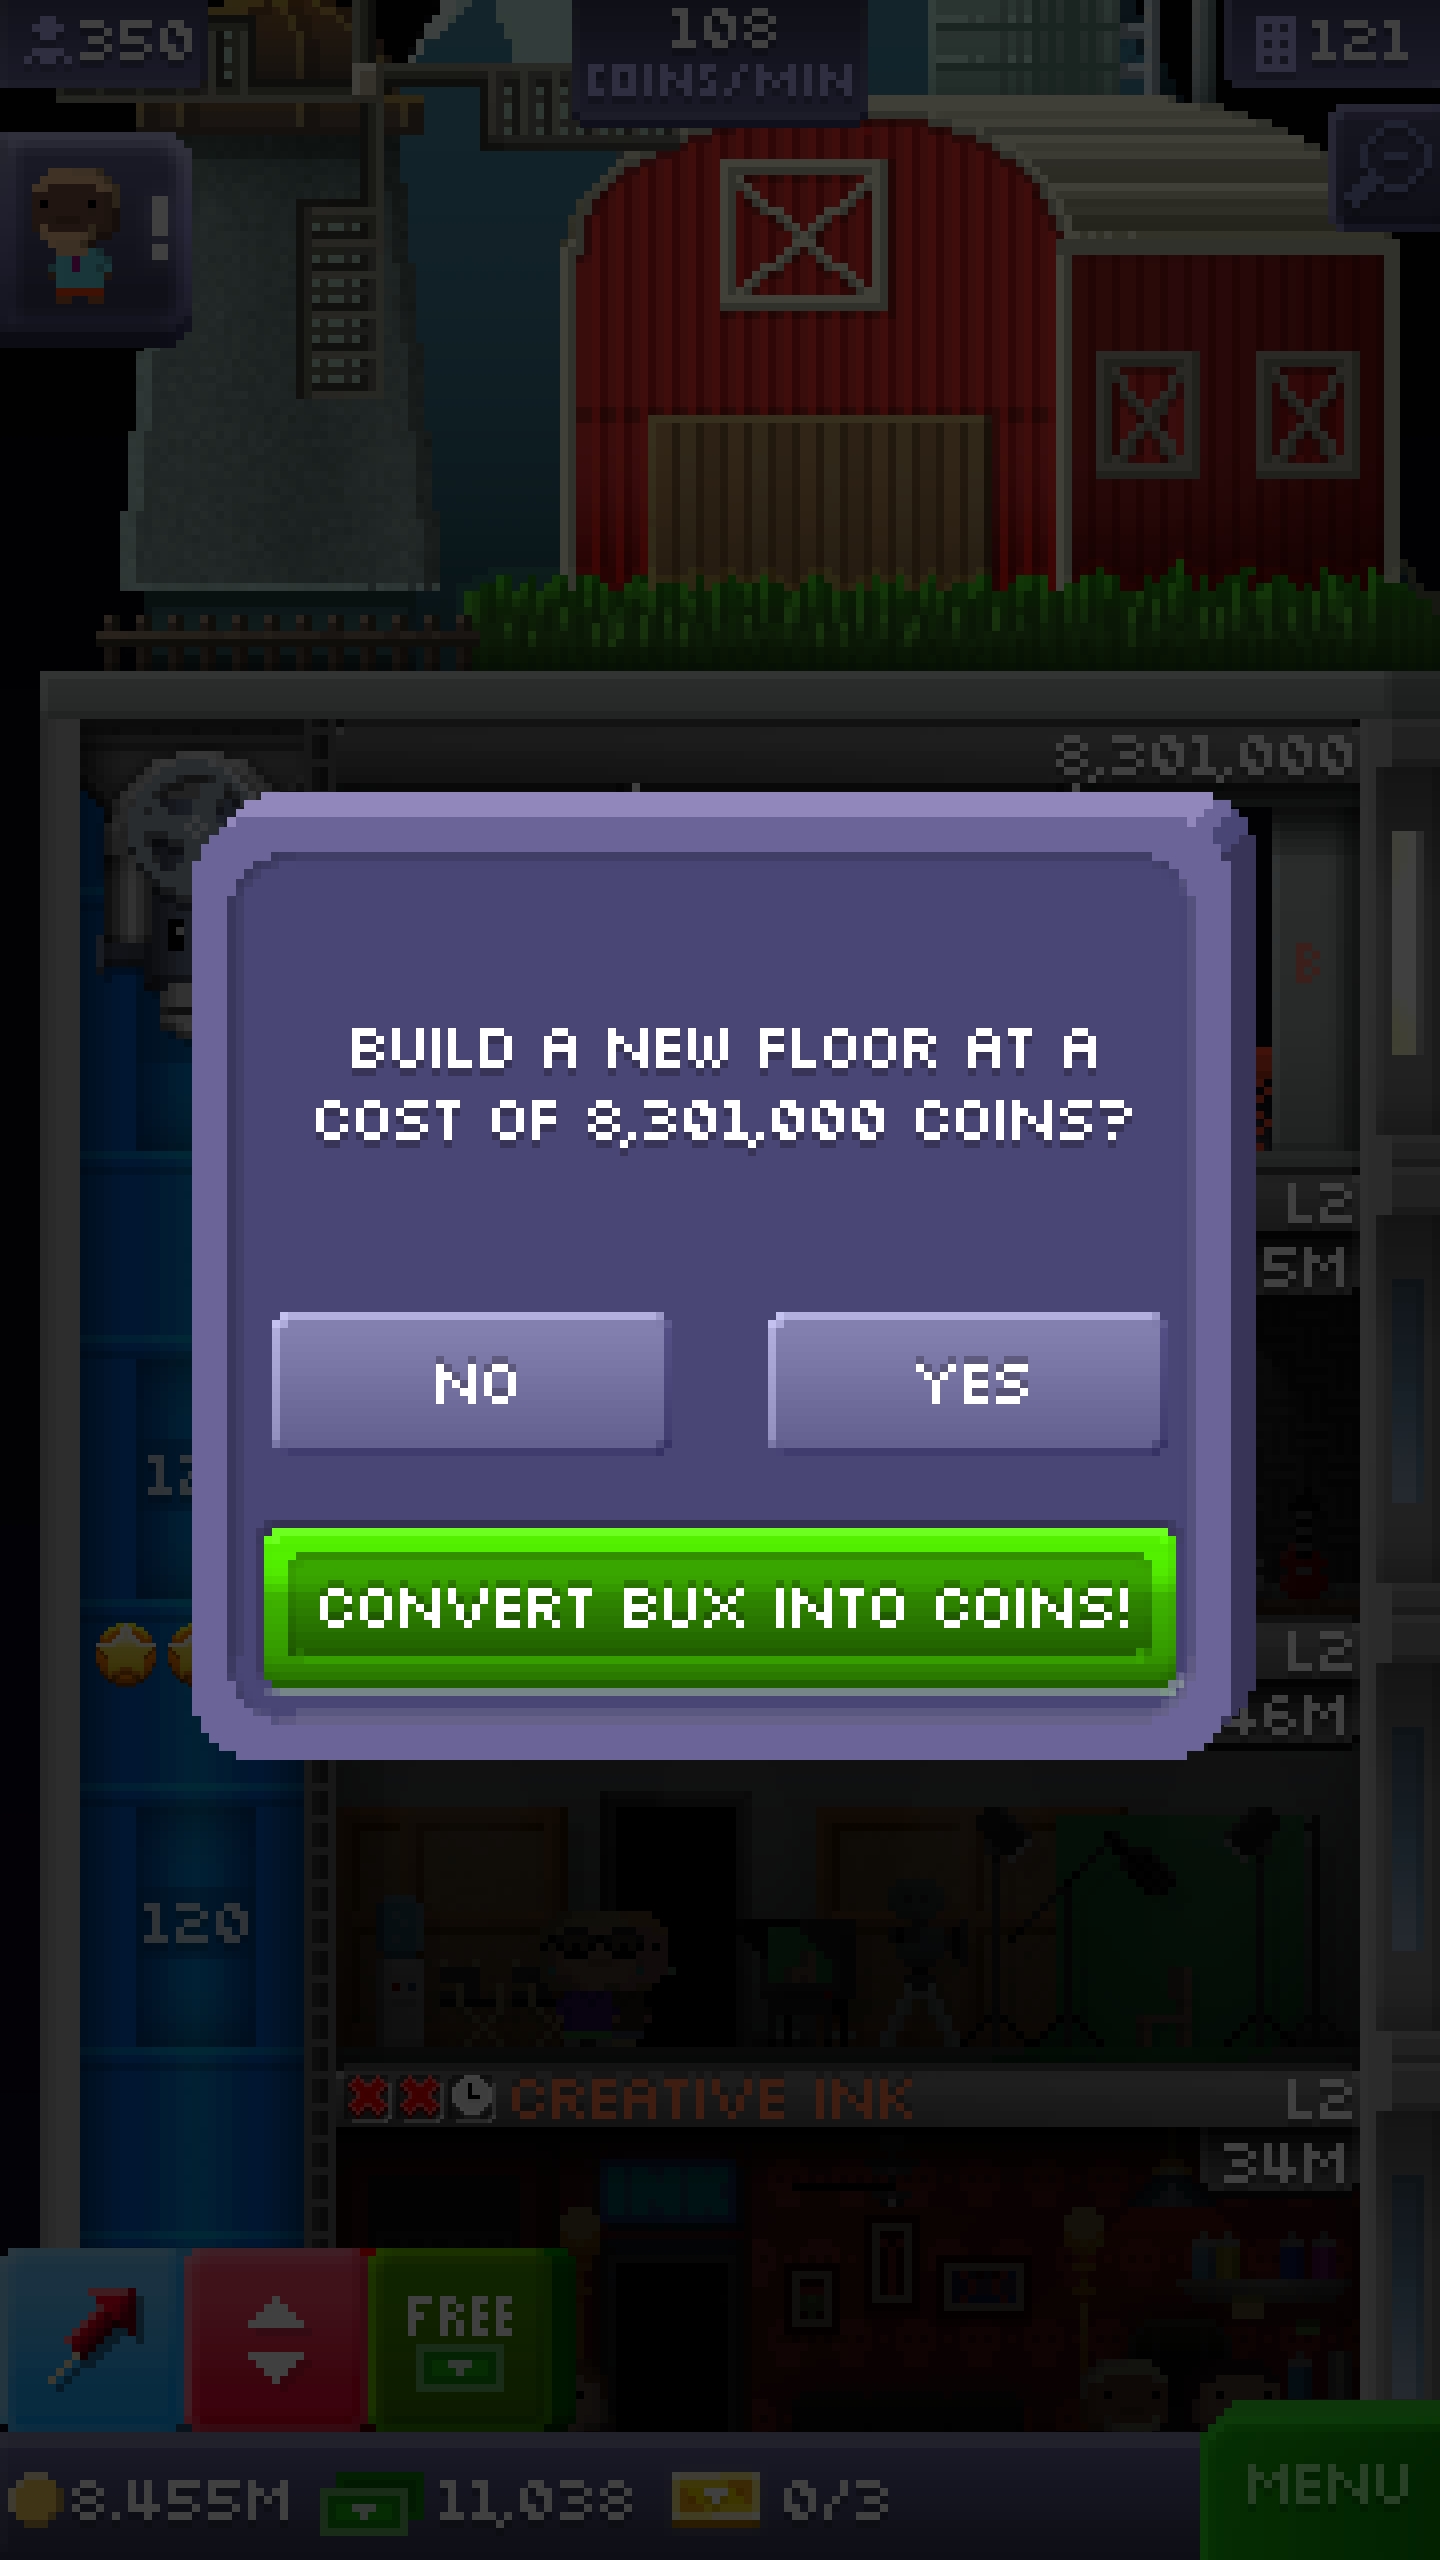 350
108
COINS/MIN
121
!
8,301,000
B
BUILD A NEW FLOOR AT A
COST OF 8,301,000 COINS?
L2
5M
NO
YES
CONVERT BUX INTO COINS!
L2
46M
120
CREATIVE INK
L2
34M
INK
FREE
8.455M
11,038
0/3
MENU